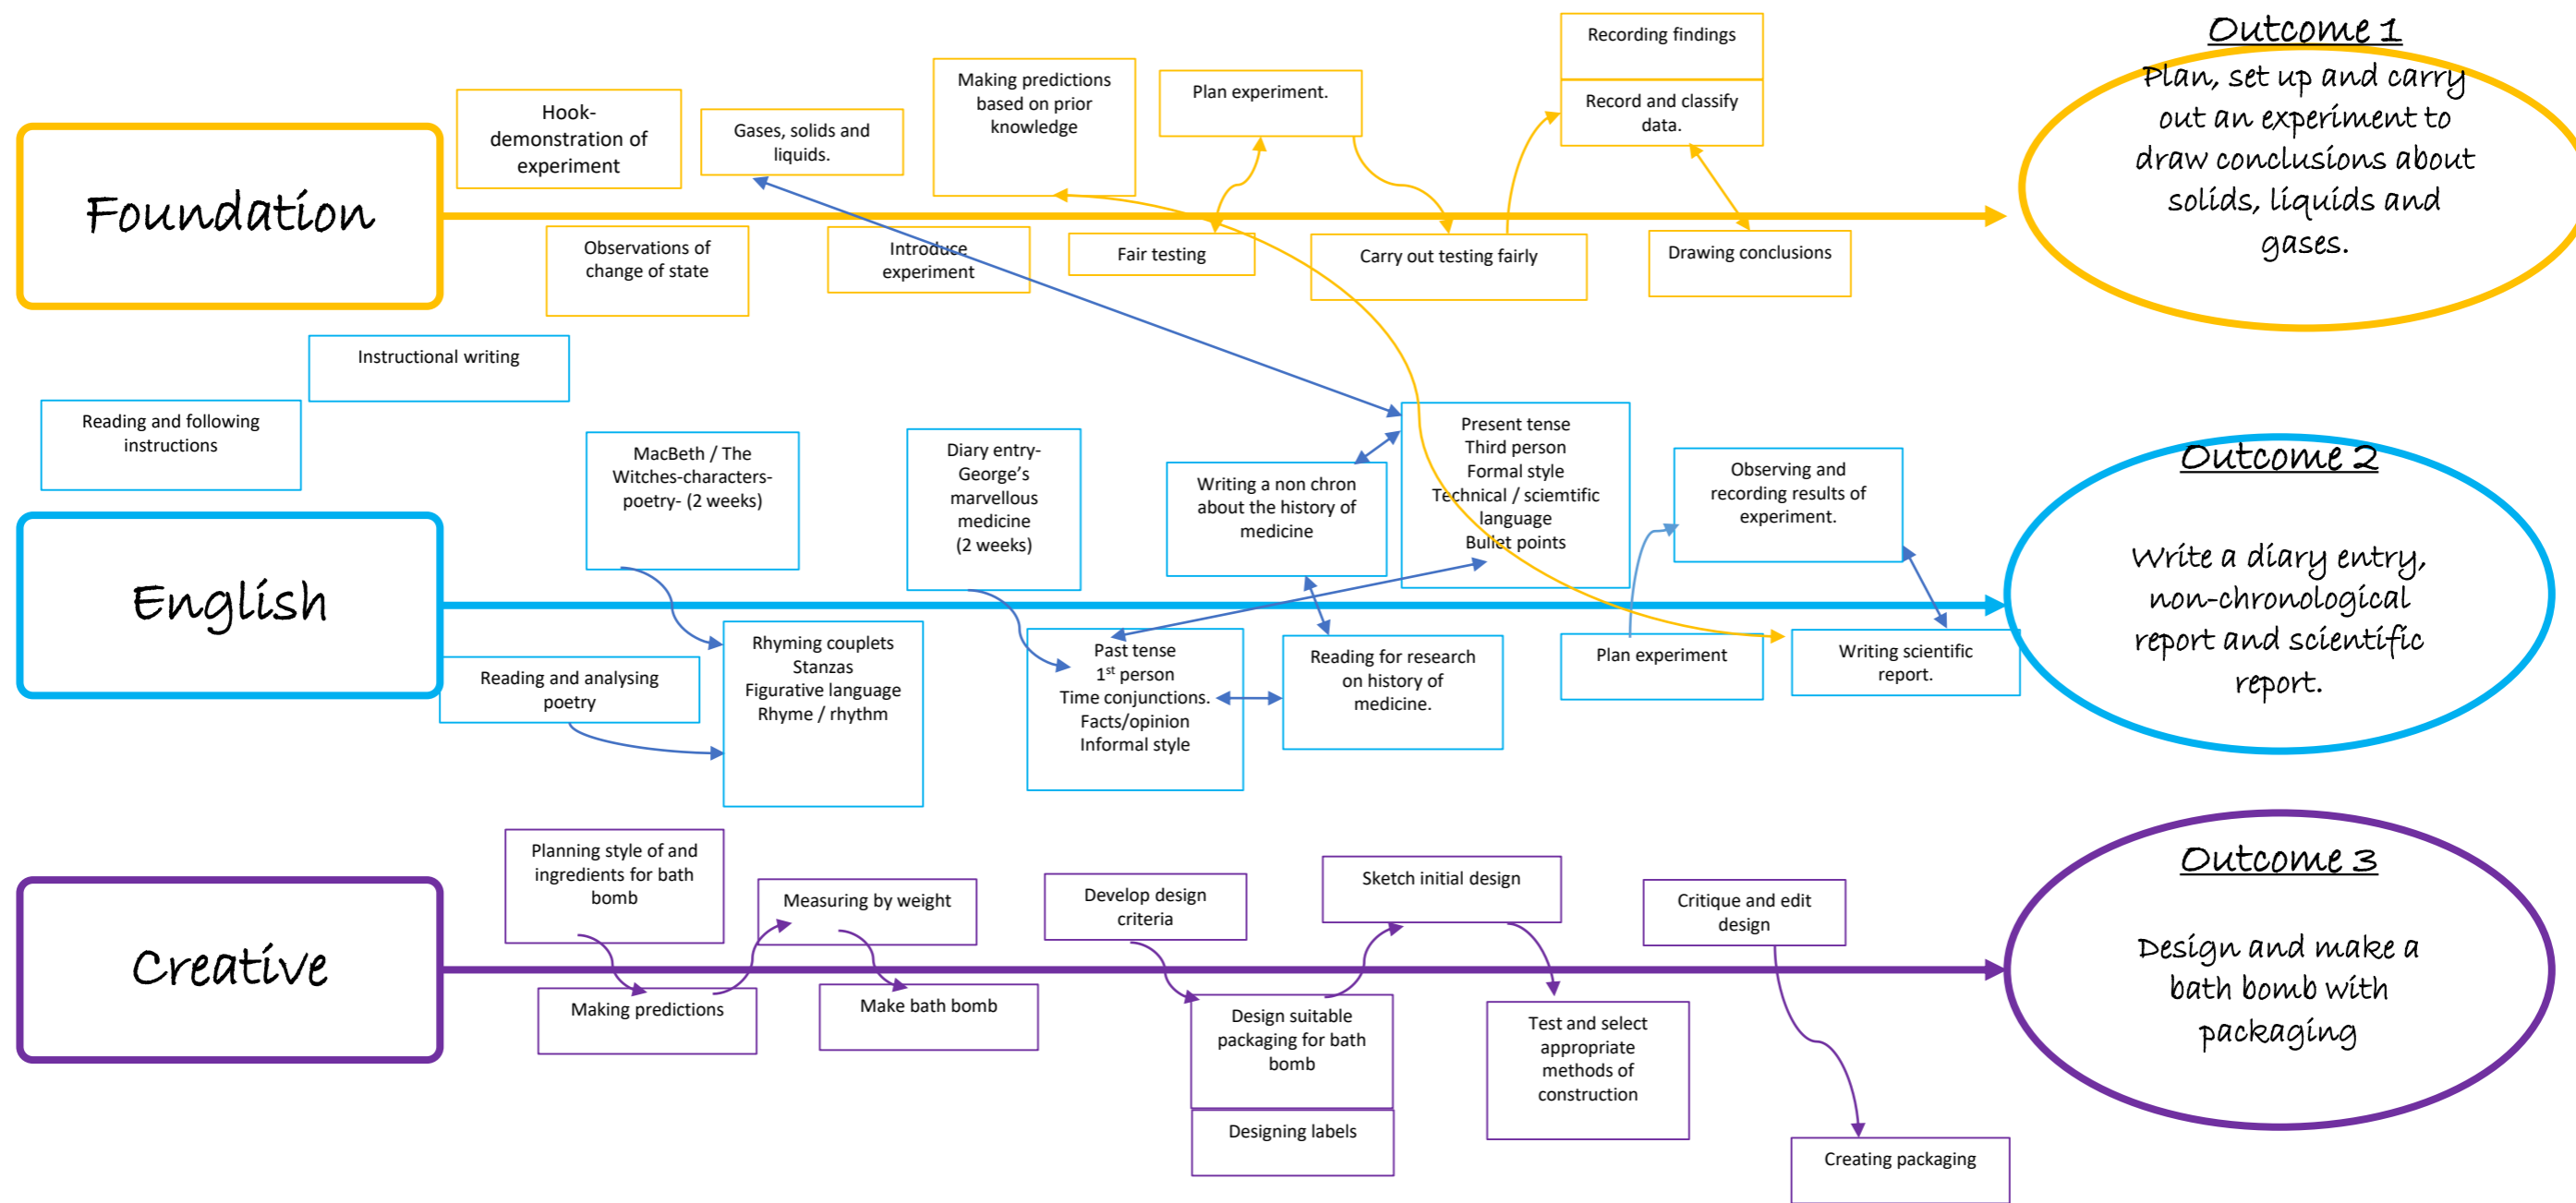 Foundation
Hook-
demonstration of
experiment
Observations of
change of state
Gases, solids and
liquids.
Introduce
experiment
Making predictions
based on prior
knowledge
Fair testing
Plan experiment.
Carry out testing fairly
Recording findings
Record and classify
data.
Drawing conclusions
Outcome 1
Plan, set up and carry
out an experiment to
draw conclusions about
solids, liquids and
gases.
Instructional writing
Reading and following
instructions
English
MacBeth / The
Witches-characters-
poetry- (2 weeks)
Reading and analysing
poetry
Rhyming couplets
Stanzas
Figurative language
Rhyme / rhythm
Diary entry-
George’s
marvellous
medicine
(2 weeks)
Past tense
1st person
Time conjunctions.
Facts/opinion
Informal style
Writing a non chron
about the history of
medicine
Reading for research
on history of
medicine.
Present tense
Third person
Formal style
Technical / sciemtific
language
Bullet points
Plan experiment
Observing and
recording results of
experiment.
Writing scientific
report.
Outcome 2
Write a diary entry,
non-chronological
report and scientific
report.
Creative
Planning style of and
ingredients for bath
bomb
Making predictions
Measuring by weight
Make bath bomb
Develop design
criteria
Design suitable
packaging for bath
bomb
Designing labels
Sketch initial design
Test and select
appropriate
methods of
construction
Critique and edit
design
Creating packaging
Outcome 3
Design and make a
bath bomb with
packaging